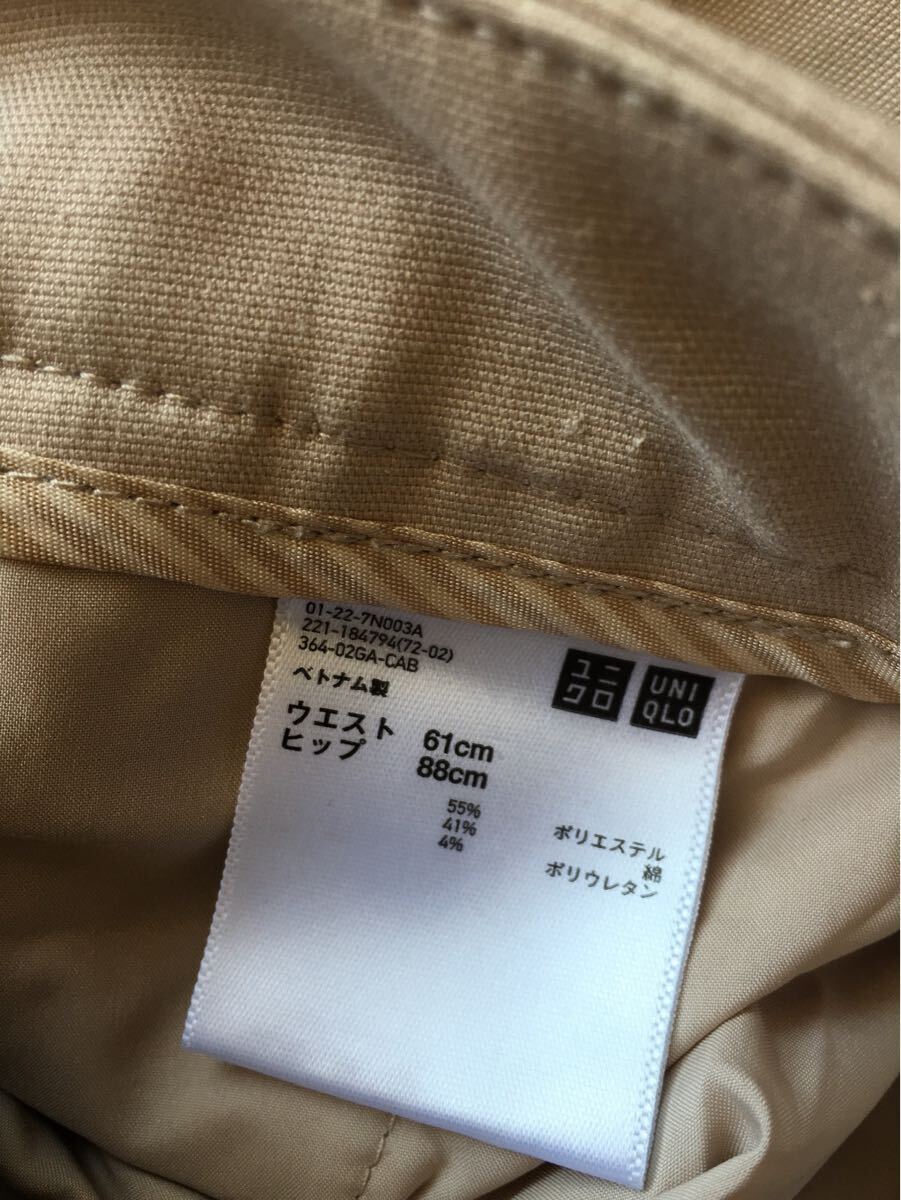 01-22-7N003A
221-184794(72-02)
364-02GA-CAB
ベトナム製
ユニ
クロ
UNI
QLO
ウエスト 61cm
ヒップ 88cm
55% ポリエステル
41% 綿
4% ポリウレタン